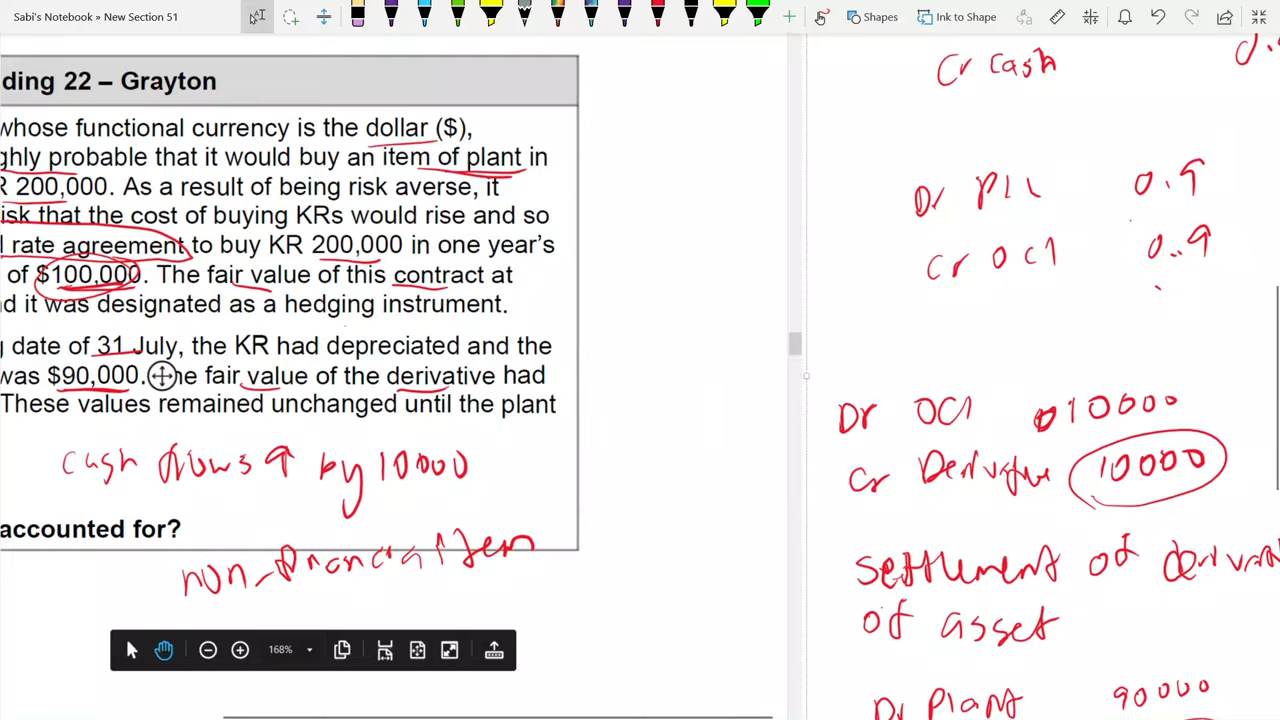 Sabi's Notebook » New Section 51
Shapes
Ink to Shape
ding 22 – Grayton
whose functional currency is the dollar ($),
ghly probable that it would buy an item of plant in
R 200,000. As a result of being risk averse, it
isk that the cost of buying KRs would rise and so
l rate agreement to buy KR 200,000 in one year's
of $100,000. The fair value of this contract at
d it was designated as a hedging instrument.
g date of 31 July, the KR had depreciated and the
was $90,000. he fair value of the derivative had
These values remained unchanged until the plant
cash flows ↑ by 10000
accounted for?
non-financial item
168%
Cr Cash 0.
Dr P/L 0.9
Cr OCI 0.9
Dr OCI 10000
Cr Derivative 10000
Settlement of derivat
of asset
Dr Plant 90000